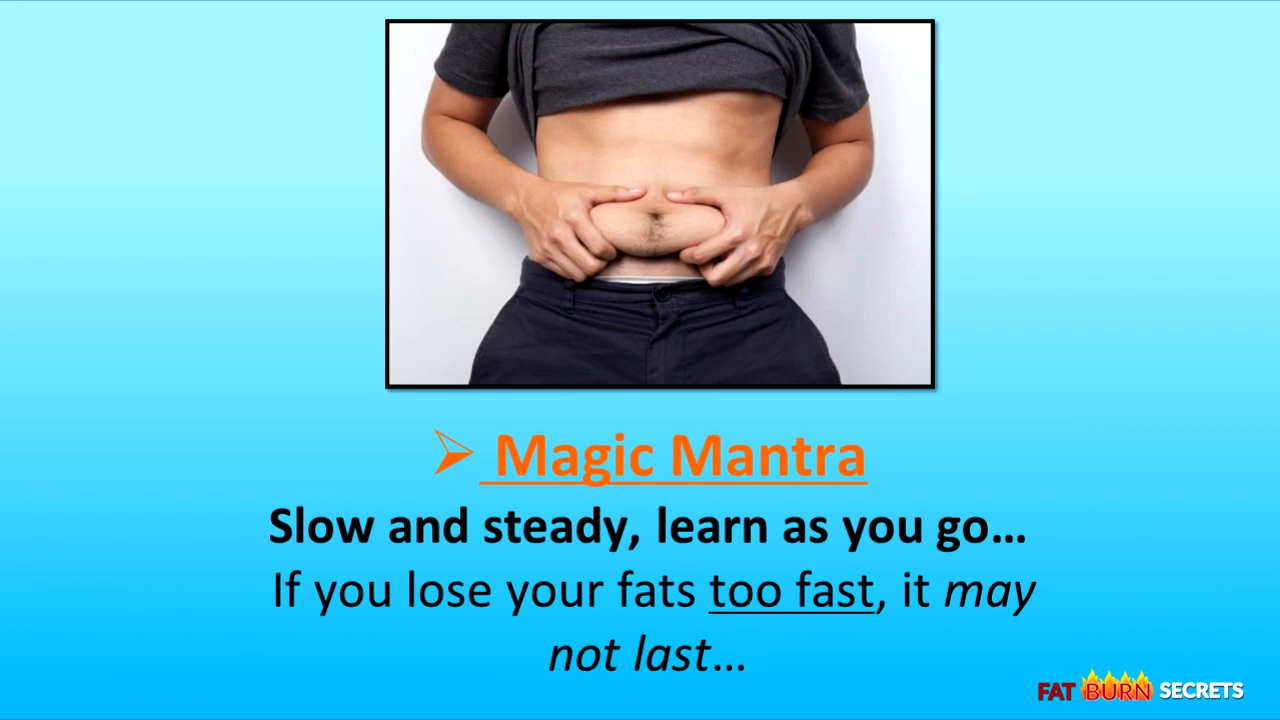 ➢ Magic Mantra
Slow and steady, learn as you go…
If you lose your fats too fast, it may
not last…
FAT BURN SECRETS